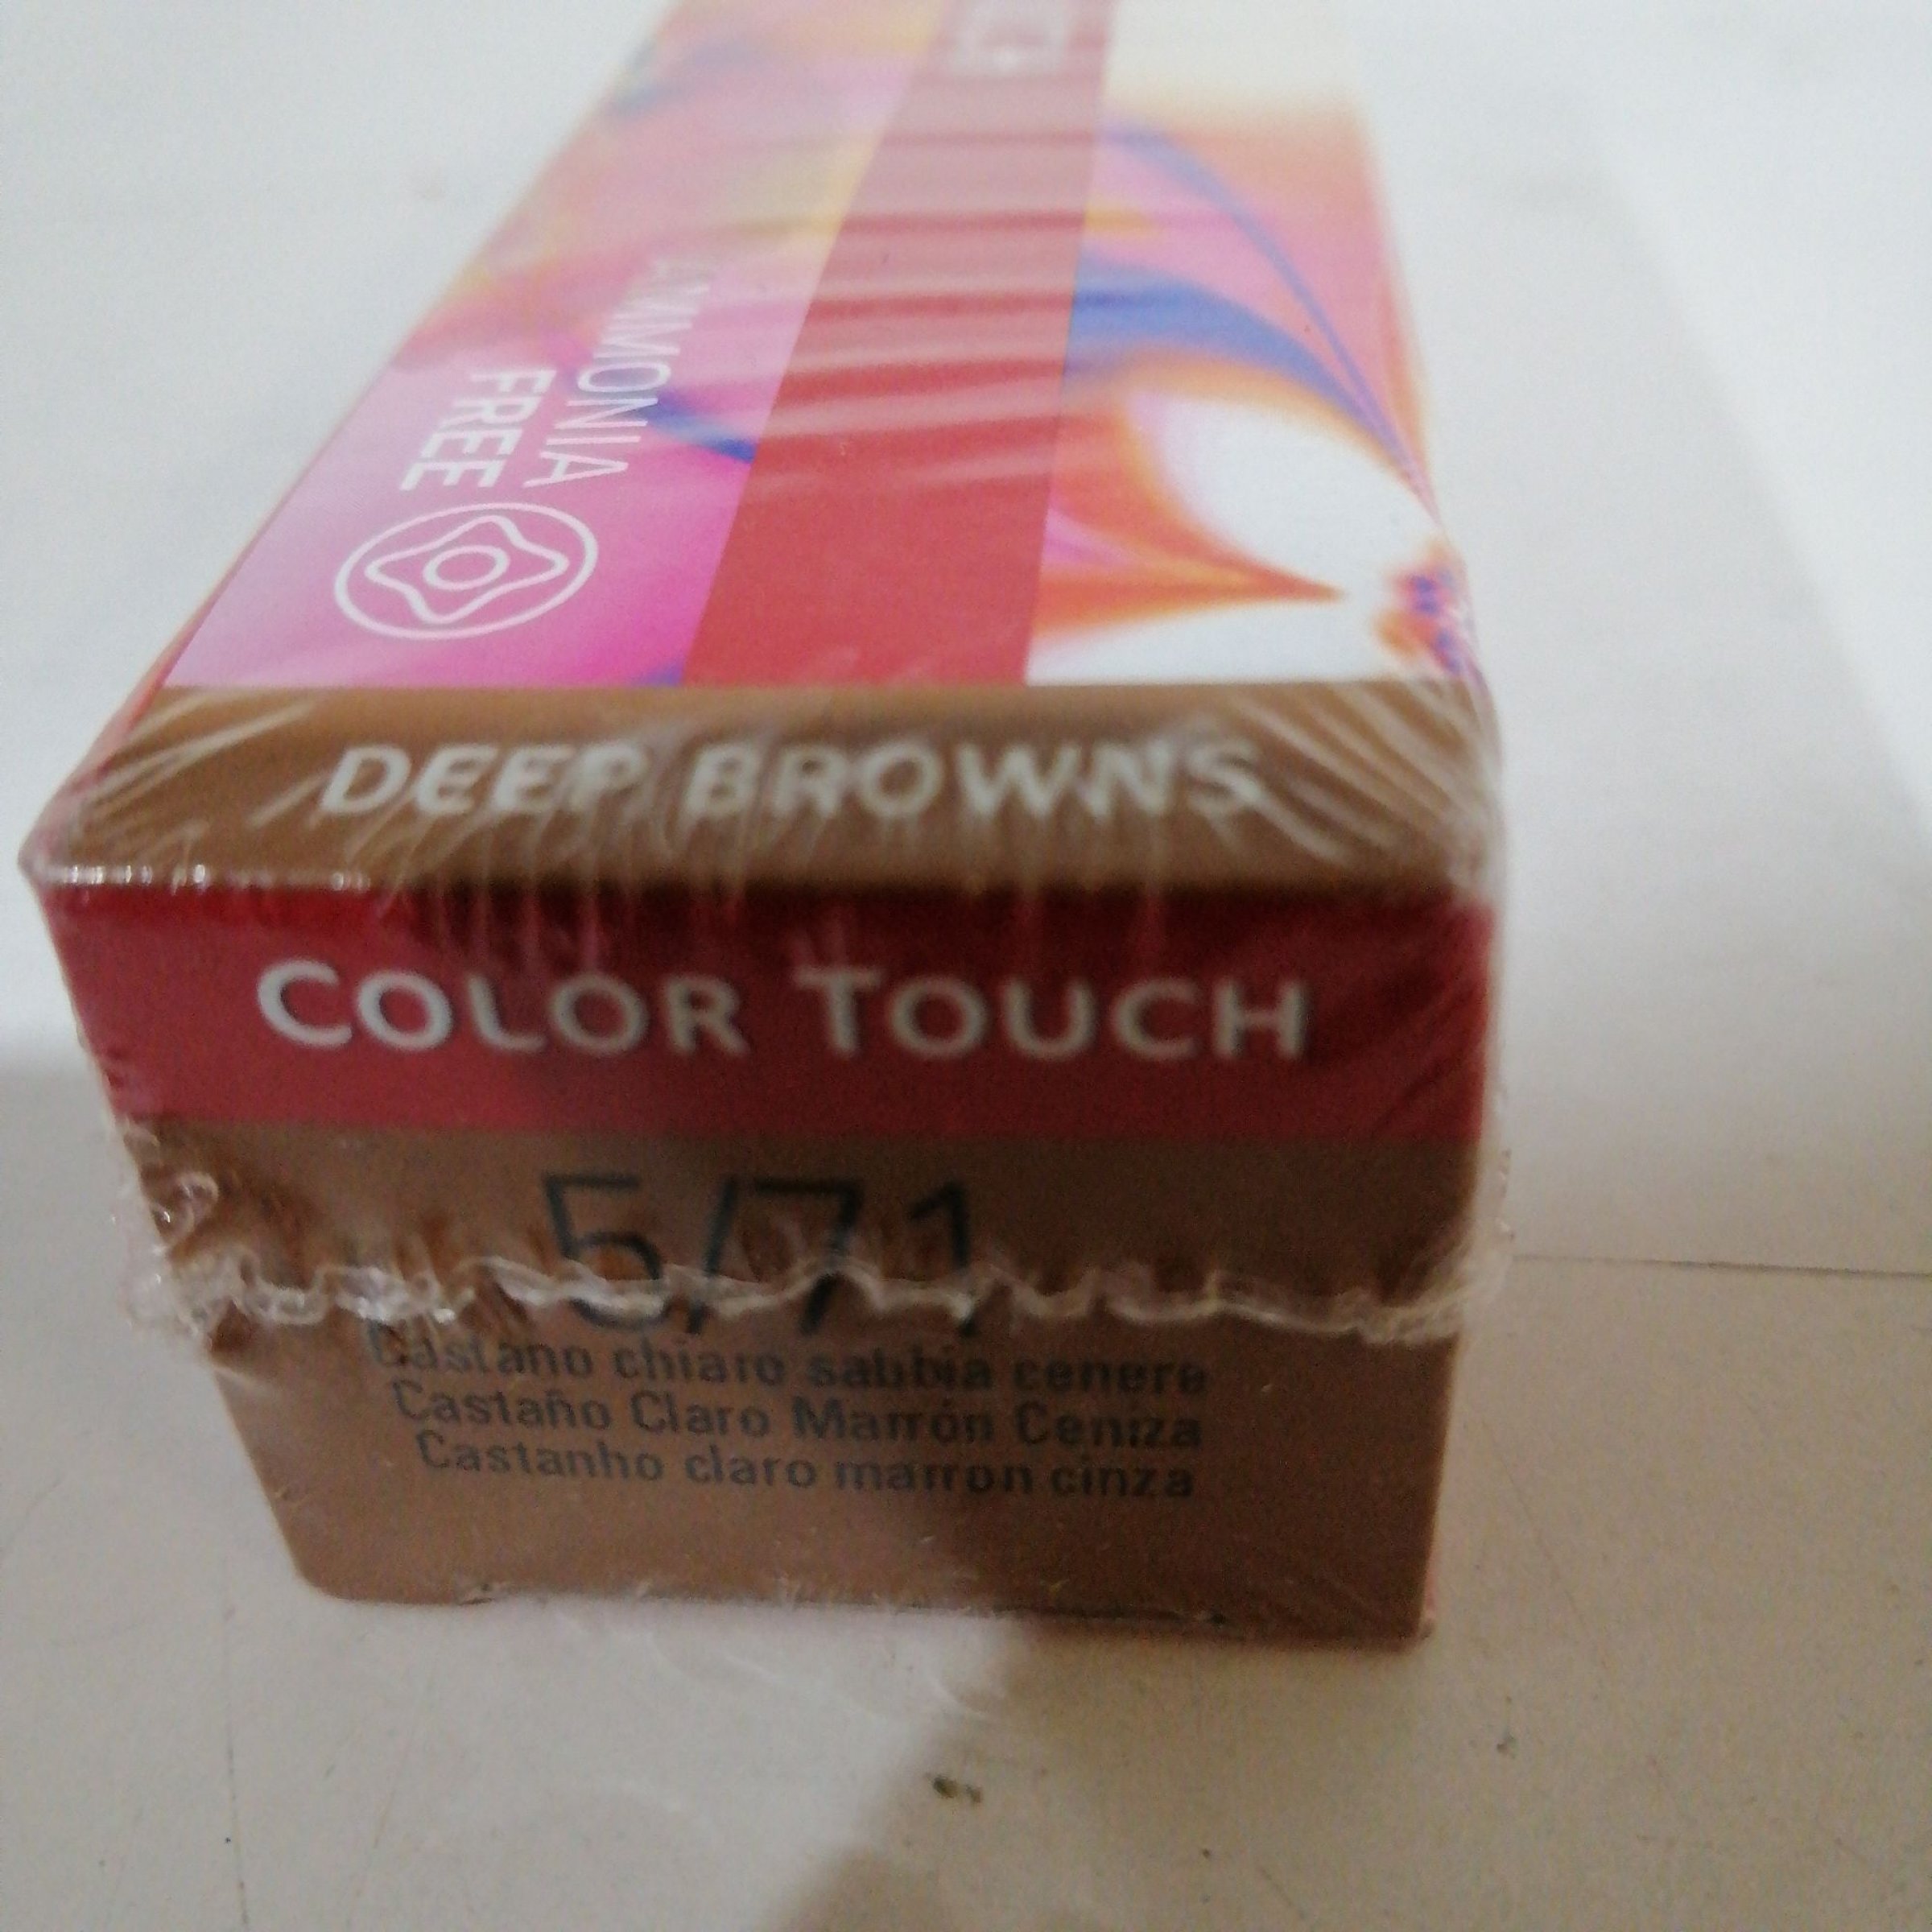 AMMONIA
FREE
DEEP BROWNS
COLOR TOUCH
5/71
Castano chiaro sabbia cenere
Castaño Claro Marrón Ceniza
Castanho claro marron cinza